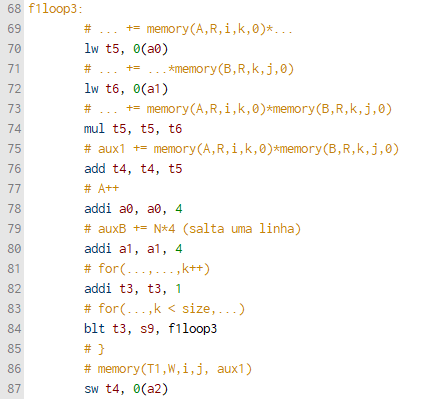 68 f1loop3:
69 # ... += memory(A,R,i,k,0)*...
70 lw t5, 0(a0)
71 # ... += ...*memory(B,R,k,j,0)
72 lw t6, 0(a1)
73 # ... += memory(A,R,i,k,0)*memory(B,R,k,j,0)
74 mul t5, t5, t6
75 # aux1 += memory(A,R,i,k,0)*memory(B,R,k,j,0)
76 add t4, t4, t5
77 # A++
78 addi a0, a0, 4
79 # auxB += N*4 (salta uma linha)
80 addi a1, a1, 4
81 # for(...,...,k++)
82 addi t3, t3, 1
83 # for(...,k < size,...)
84 blt t3, s9, f1loop3
85 # }
86 # memory(T1,W,i,j, aux1)
87 sw t4, 0(a2)